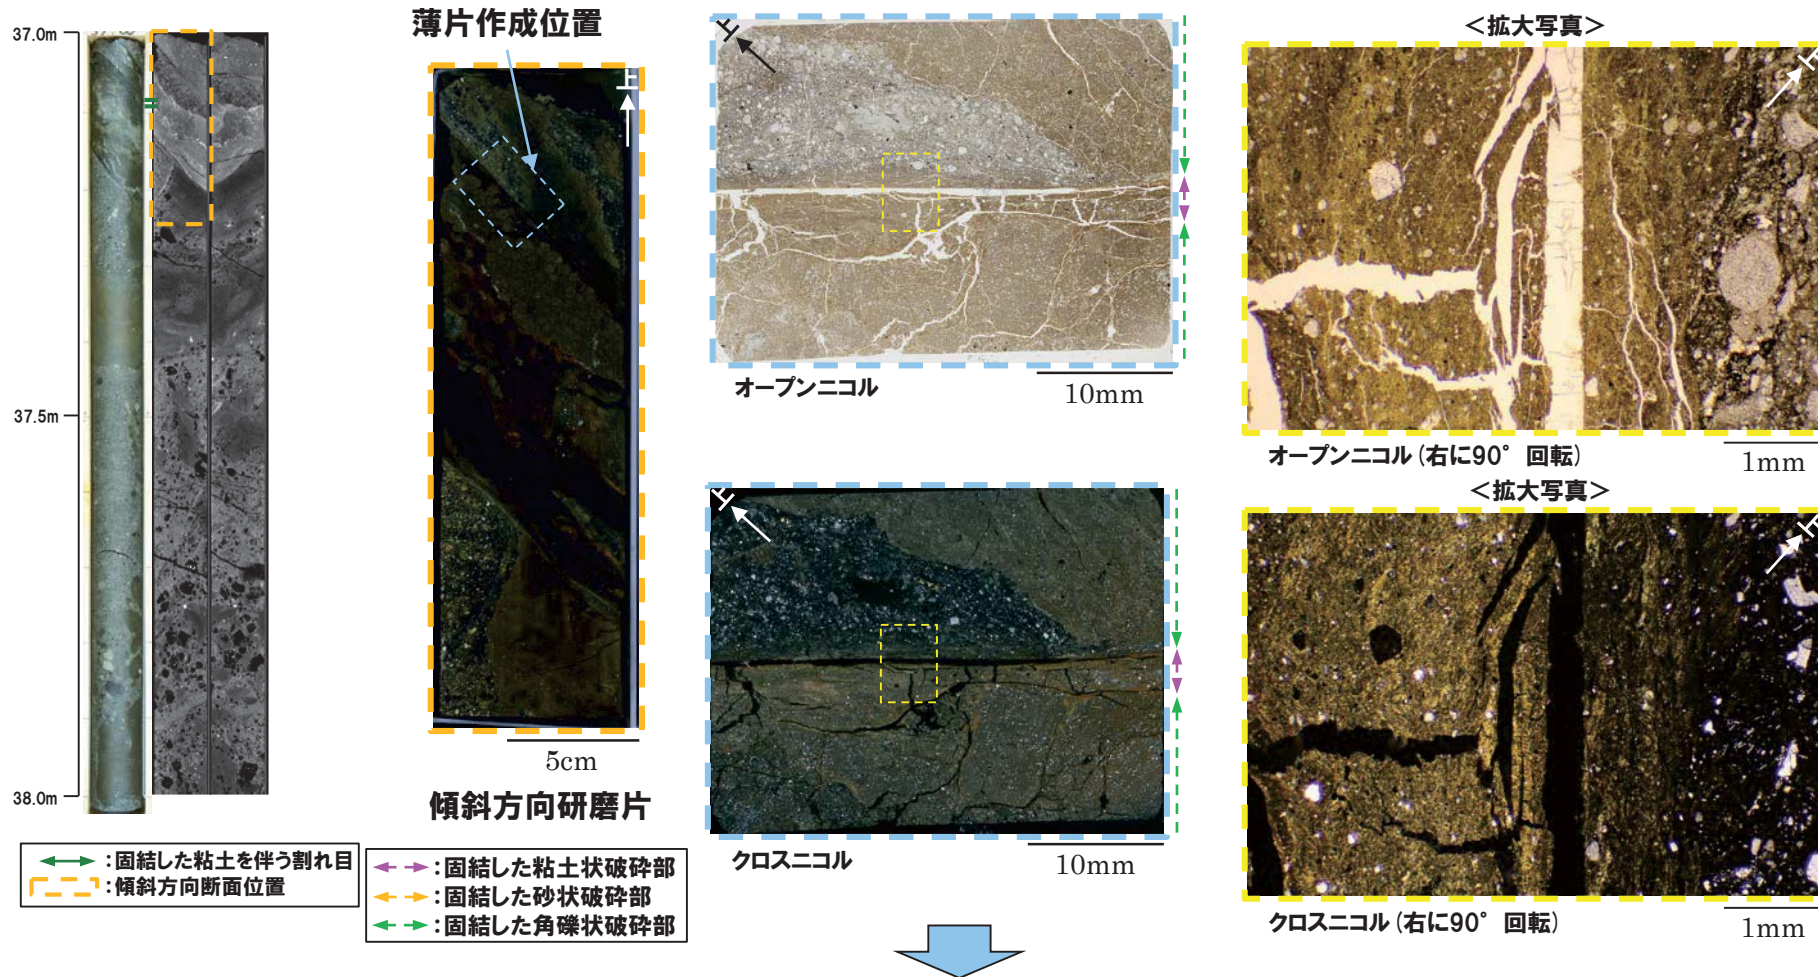 37.0m
37.5m
38.0m
:固結した粘土を伴う割れ目
:傾斜方向断面位置
薄片作成位置
上
5cm
傾斜方向研磨片
:固結した粘土状破砕部
:固結した砂状破砕部
:固結した角礫状破砕部
上
オープンニコル
10mm
上
クロスニコル
10mm
<拡大写真>
上
オープンニコル(右に90°回転)
1mm
<拡大写真>
上
クロスニコル(右に90°回転)
1mm